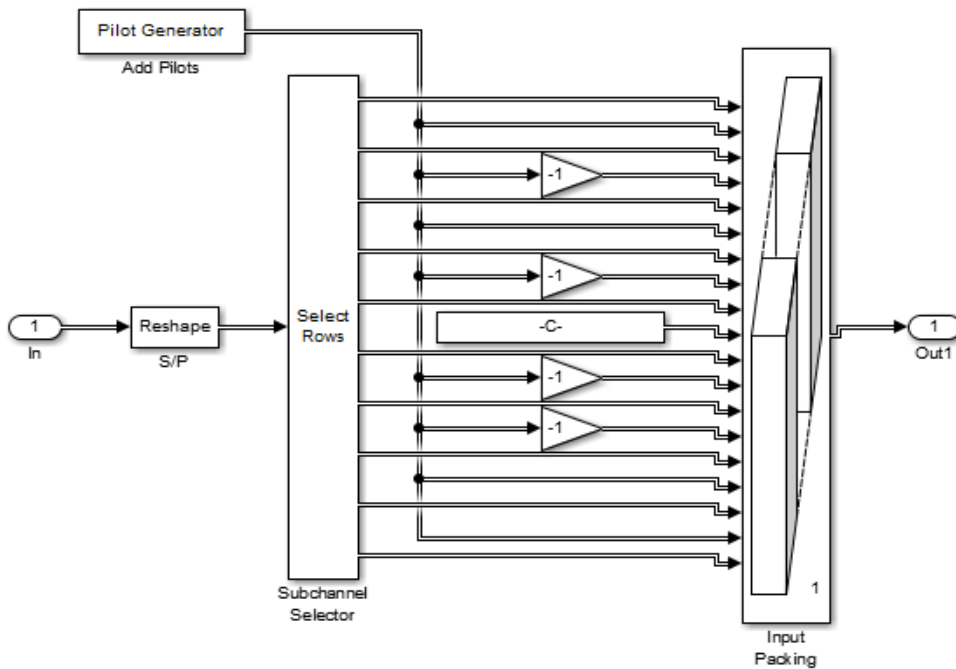 Pilot Generator
Add Pilots
-1
-1
Select
Rows
-C-
1
In
Reshape
S/P
1
Out1
-1
-1
Subchannel
Selector
1
Input
Packing